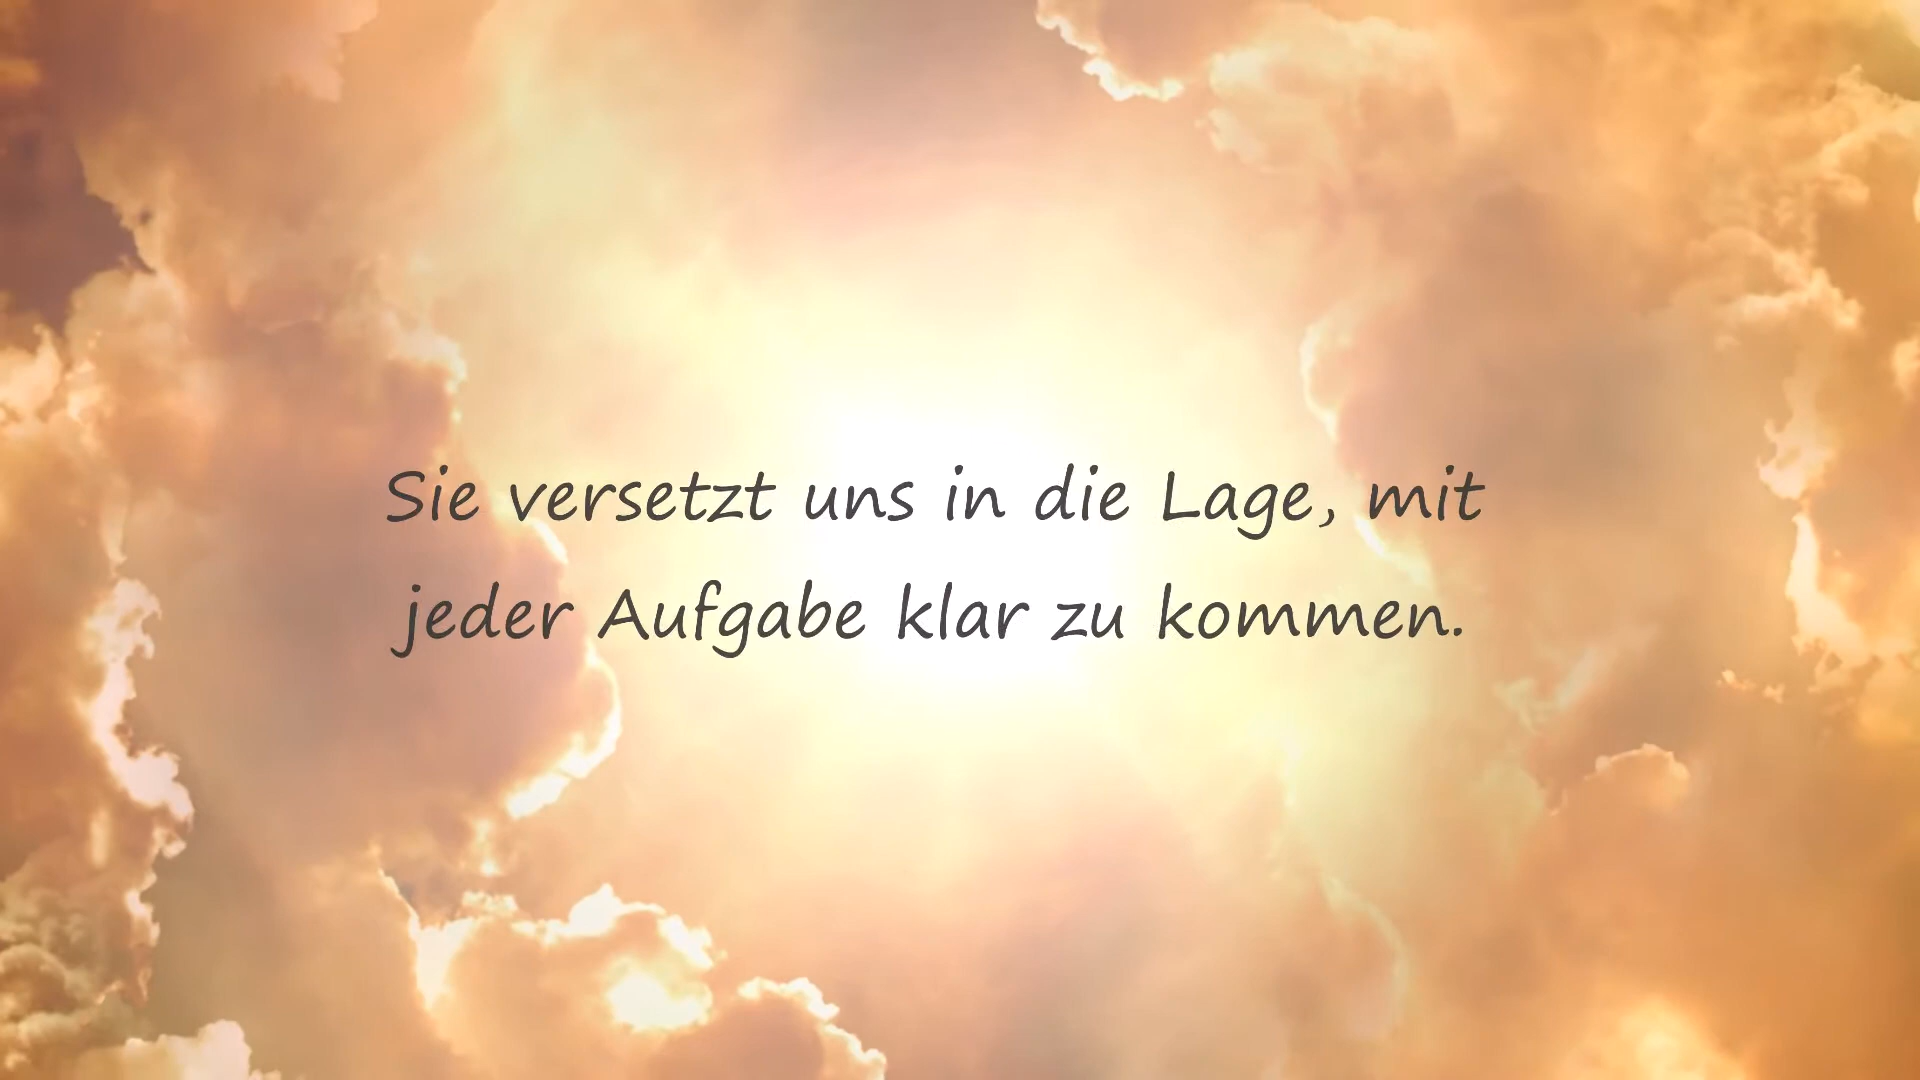 Sie versetzt uns in die Lage, mit
jeder Aufgabe klar zu kommen.